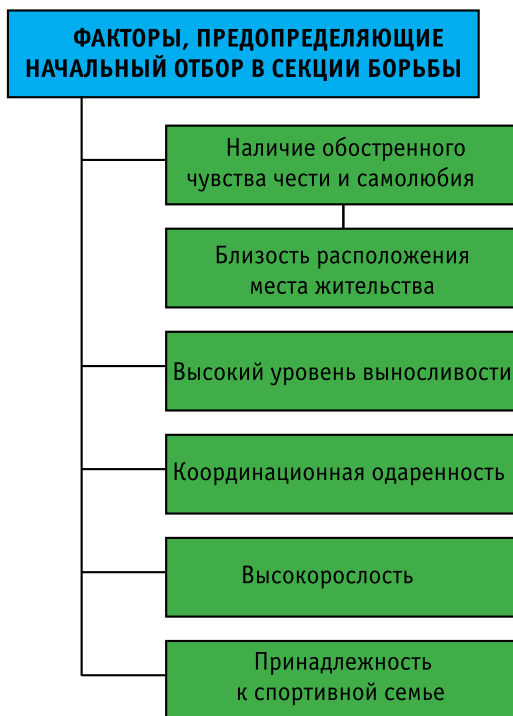 ФАКТОРЫ, ПРЕДОПРЕДЕЛЯЮЩИЕ
НАЧАЛЬНЫЙ ОТБОР В СЕКЦИИ БОРЬБЫ
Наличие обостренного
чувства чести и самолюбия
Близость расположения
места жительства
Высокий уровень выносливости
Координационная одаренность
Высокорослость
Принадлежность
к спортивной семье